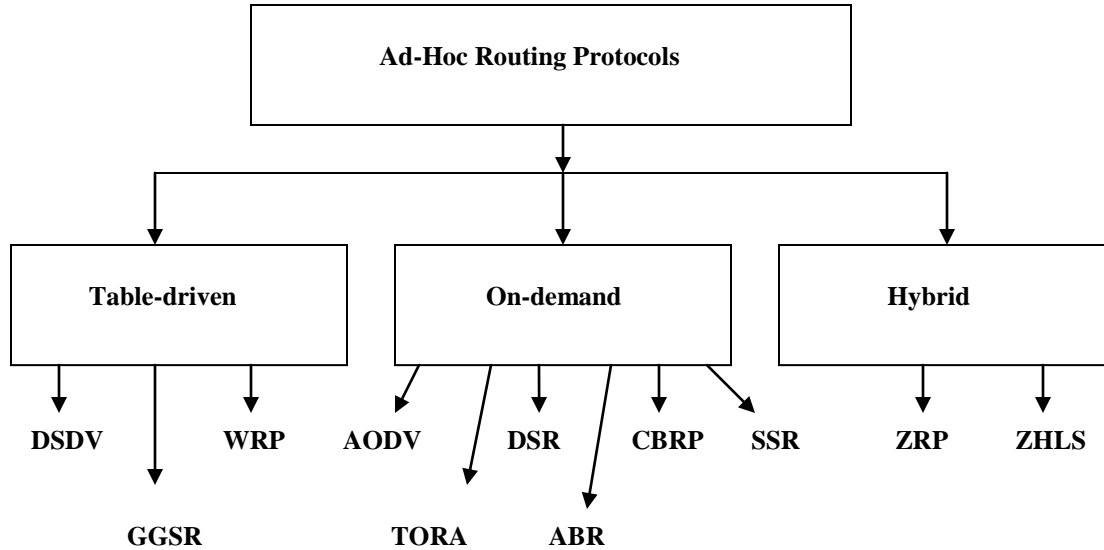 Ad-Hoc Routing Protocols
Table-driven
On-demand
Hybrid
DSDV
WRP
AODV
DSR
CBRP
SSR
ZRP
ZHLS
GGSR
TORA
ABR